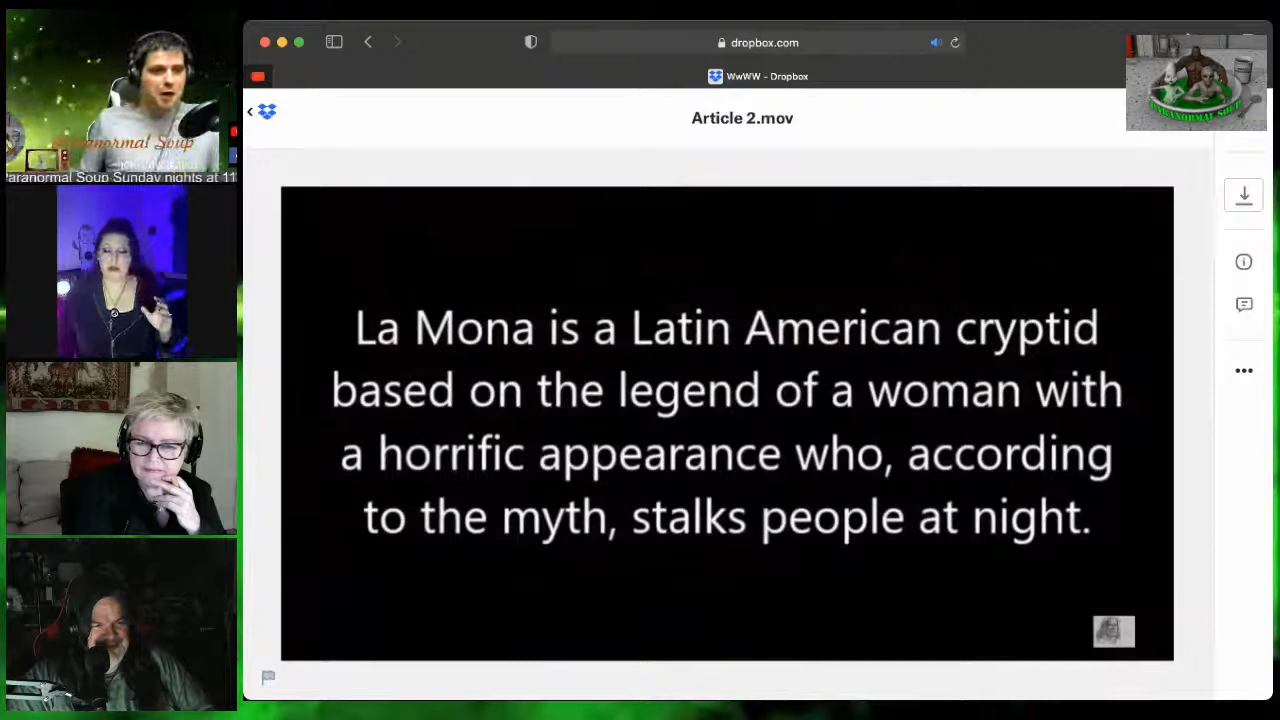 dropbox.com
WwWW - Dropbox
Article 2.mov
PARANORMAL SOUP
Paranormal Soup
Paranormal Soup Sunday nights at 11
La Mona is a Latin American cryptid
based on the legend of a woman with
a horrific appearance who, according
to the myth, stalks people at night.